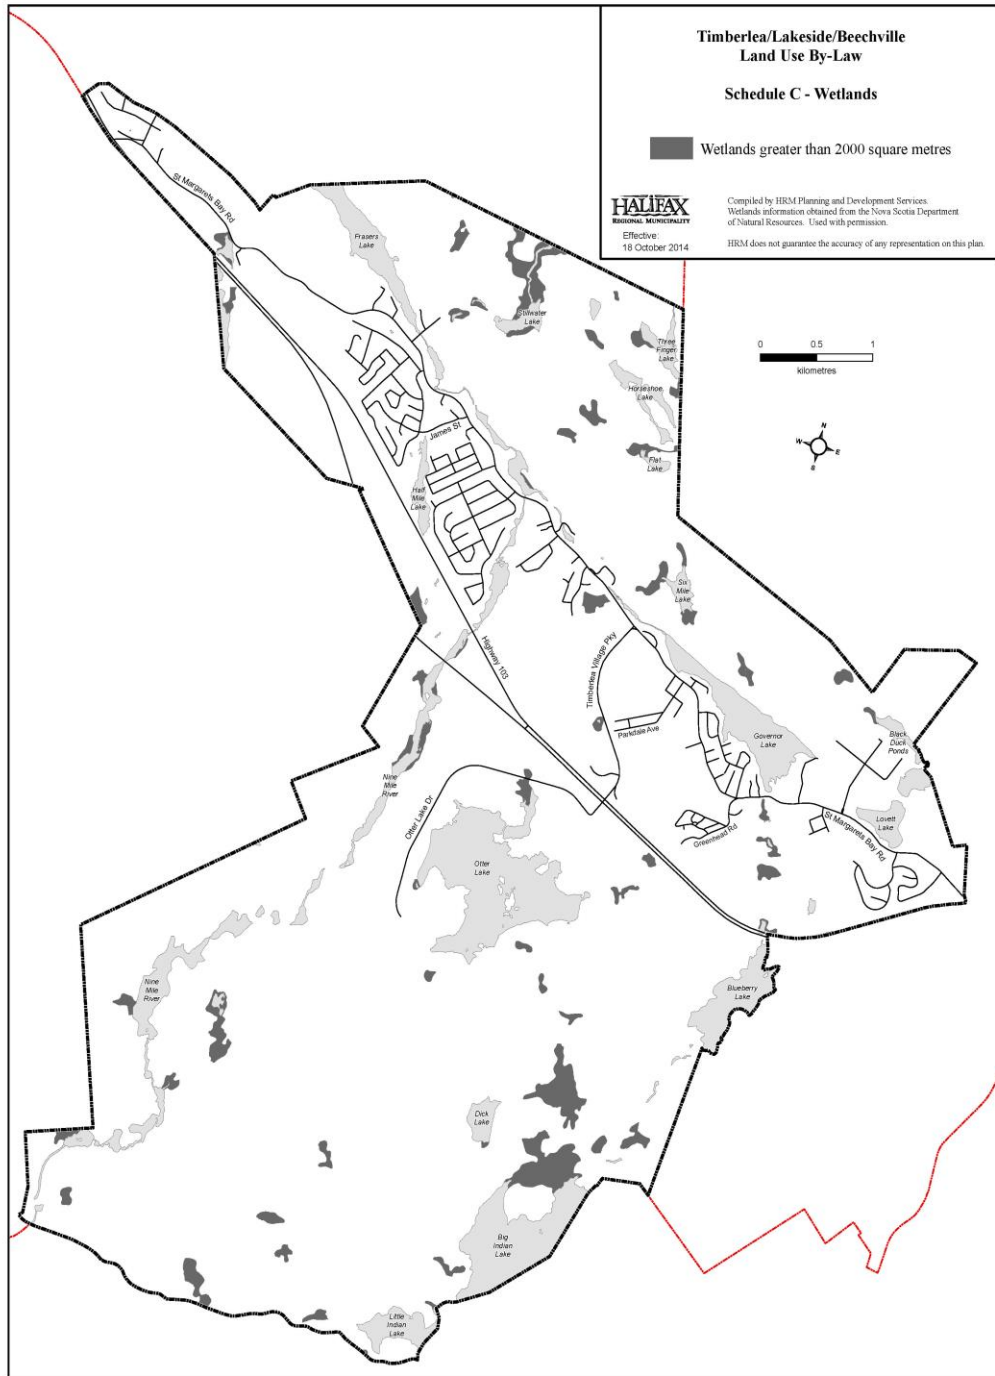 Timberlea/Lakeside/Beechville
Land Use By-Law
Schedule C - Wetlands
Wetlands greater than 2000 square metres
HALIFAX
REGIONAL MUNICIPALITY
Effective:
18 October 2014
Compiled by HRM Planning and Development Services.
Wetlands information obtained from the Nova Scotia Department
of Natural Resources. Used with permission.
HRM does not guarantee the accuracy of any representation on this plan.
St Margarets Bay Rd
Frasers
Lake
Stillwater
Lake
Three
Finger
Lake
0 0.5 1
kilometres
Horseshoe
Lake
James St
N
W
E
S
Flat
Lake
Half
Mile
Lake
Six
Mile
Lake
Highway 103
Timberlea Village Pky
Parkdale Ave
Governor
Lake
Black
Duck
Ponds
Nine
Mile
River
Otter Lake Dr
Greenhead Rd
St Margarets Bay Rd
Lovett
Lake
Otter
Lake
Nine
Mile
River
Blueberry
Lake
Dick
Lake
Big
Indian
Lake
Little
Indian
Lake